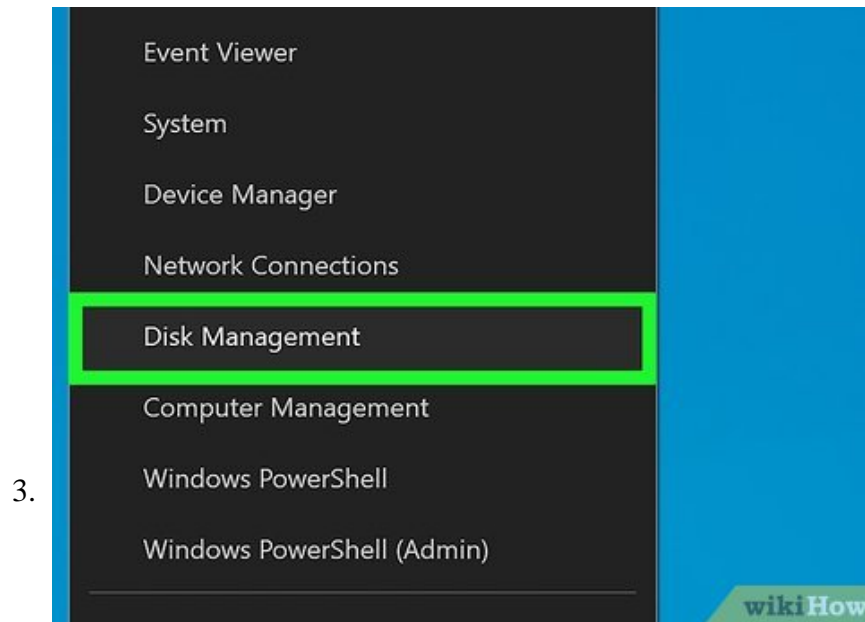 Event Viewer
System
Device Manager
Network Connections
Disk Management
Computer Management
3.
Windows PowerShell
Windows PowerShell (Admin)
wikiHow